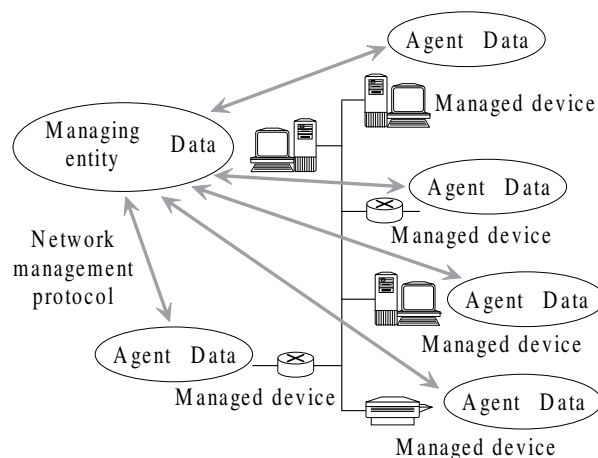 Agent Data
Managed device
Managing
entity
Data
Agent Data
Managed device
Network
management
protocol
Agent Data
Managed device
Agent Data
Managed device
Agent Data
Managed device